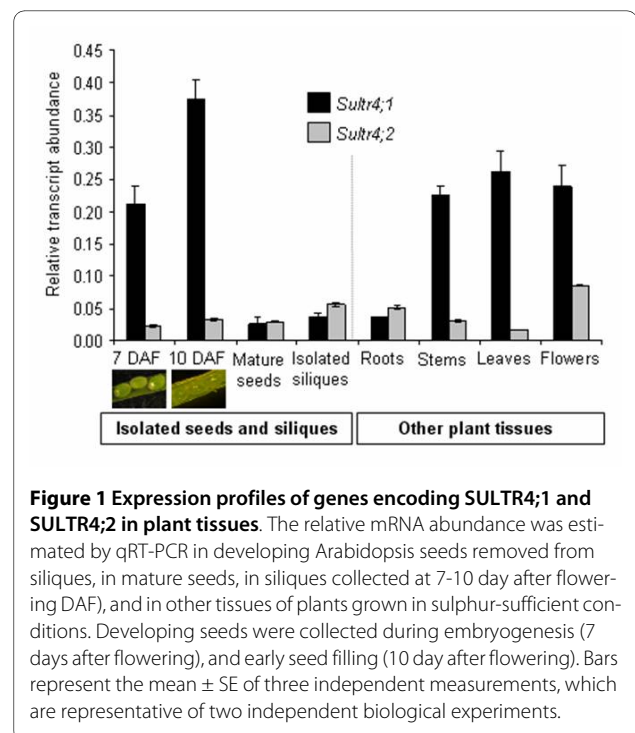 0.45
0.40
0.35
0.30
0.25
0.20
0.15
0.10
0.05
0.00
Relative transcript abundance
Sultr4;1
Sultr4;2
7 DAF 10 DAF Mature seeds Isolated siliques Roots Stems Leaves Flowers
Isolated seeds and siliques Other plant tissues
Figure 1 Expression profiles of genes encoding SULTR4;1 and
SULTR4;2 in plant tissues. The relative mRNA abundance was esti-
mated by qRT-PCR in developing Arabidopsis seeds removed from
siliques, in mature seeds, in siliques collected at 7-10 day after flower-
ing DAF), and in other tissues of plants grown in sulphur-sufficient con-
ditions. Developing seeds were collected during embryogenesis (7
days after flowering), and early seed filling (10 day after flowering). Bars
represent the mean ± SE of three independent measurements, which
are representative of two independent biological experiments.